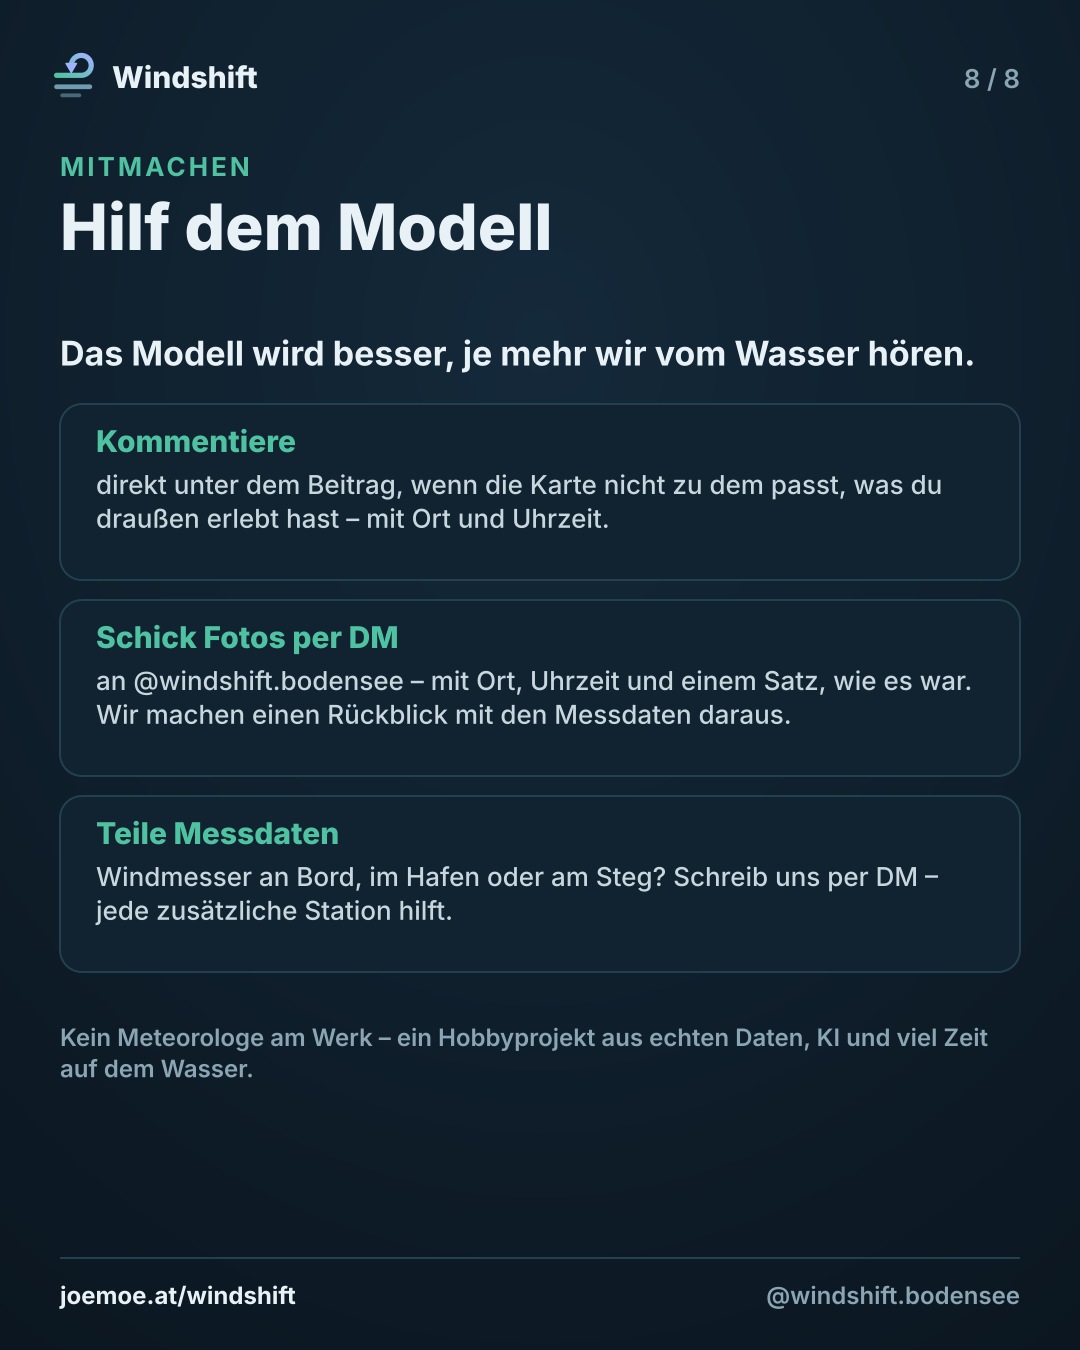 Windshift
8 / 8
MITMACHEN
Hilf dem Modell
Das Modell wird besser, je mehr wir vom Wasser hören.
Kommentiere
direkt unter dem Beitrag, wenn die Karte nicht zu dem passt, was du
draußen erlebt hast – mit Ort und Uhrzeit.
Schick Fotos per DM
an @windshift.bodensee – mit Ort, Uhrzeit und einem Satz, wie es war.
Wir machen einen Rückblick mit den Messdaten daraus.
Teile Messdaten
Windmesser an Bord, im Hafen oder am Steg? Schreib uns per DM –
jede zusätzliche Station hilft.
Kein Meteorologe am Werk – ein Hobbyprojekt aus echten Daten, KI und viel Zeit
auf dem Wasser.
joemoe.at/windshift
@windshift.bodensee